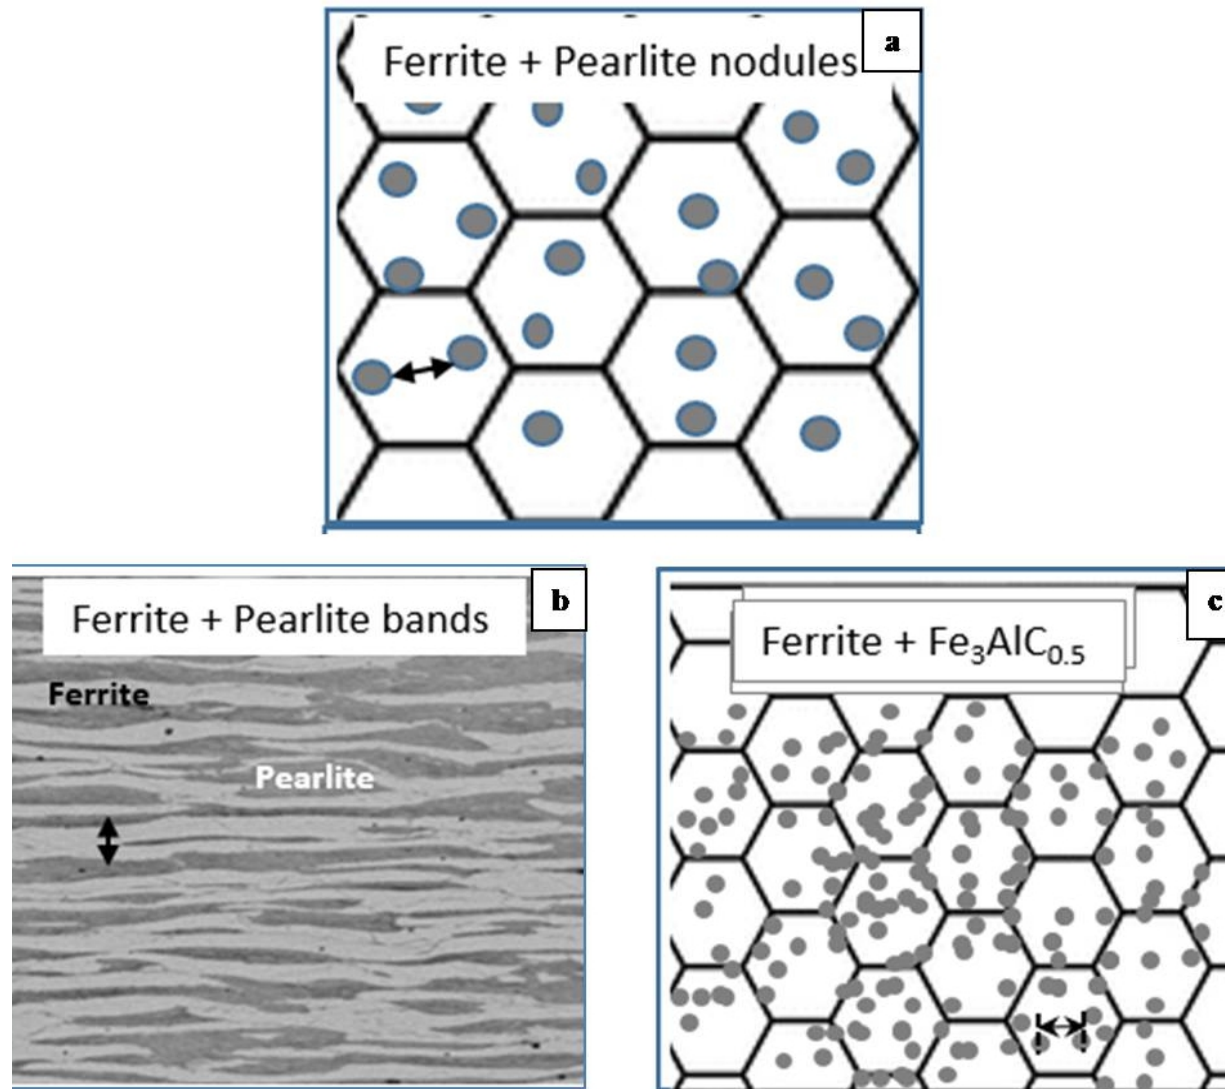 Ferrite + Pearlite nodules
a
Ferrite + Pearlite bands
b
Ferrite
Pearlite
Ferrite + Fe₃AlC₀.₅
c